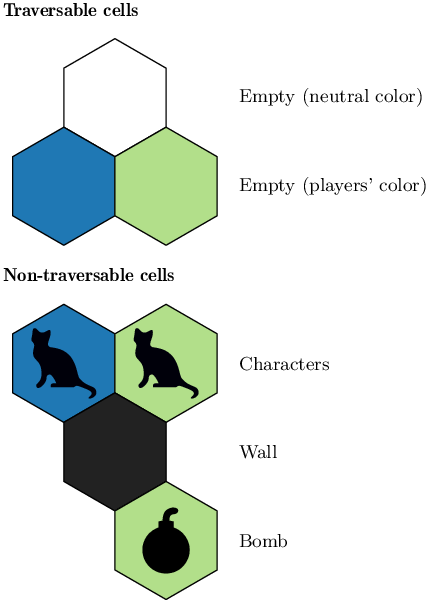 Traversable cells
Empty (neutral color)
Empty (players' color)
Non-traversable cells
Characters
Wall
Bomb